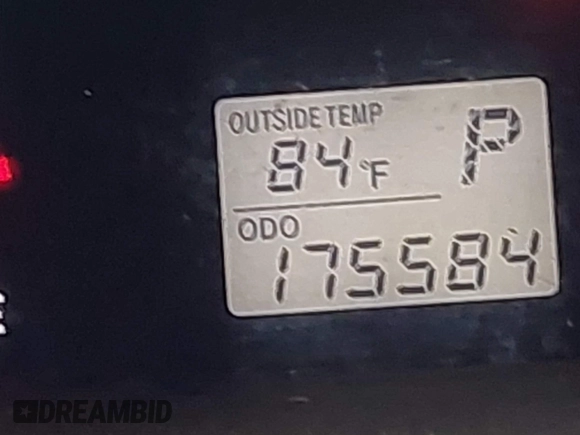 OUTSIDE TEMP
84°F P
ODO
175584
DREAMBID